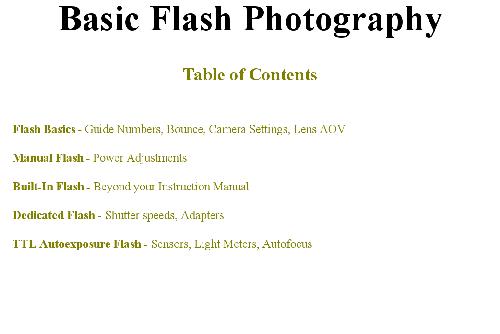 Basic Flash Photography
Table of Contents
Flash Basics - Guide Numbers, Bounce, Camera Settings, Lens AOV
Manual Flash - Power Adjustments
Built-In Flash - Beyond your Instruction Manual
Dedicated Flash - Shutter speeds, Adapters
TTL Autoexposure Flash - Sensors, Light Meters, Autofocus